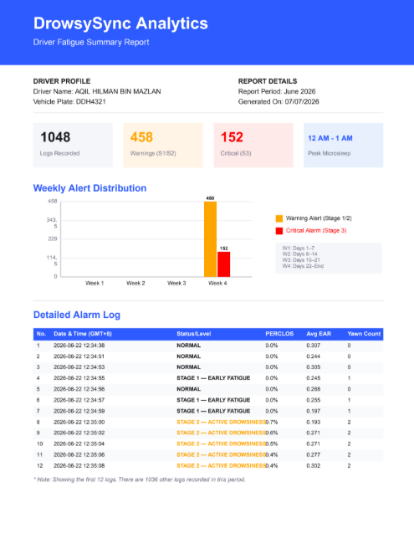 DrowsySync Analytics
Driver Fatigue Summary Report
DRIVER PROFILE
Driver Name: AQIL HILMAN BIN MAZLAN
Vehicle Plate: DDH4321
REPORT DETAILS
Report Period: June 2026
Generated On: 07/07/2026
1048
Logs Recorded
458
Warnings (S1/S2)
152
Critical (S3)
12 AM - 1 AM
Peak Microsleep
Weekly Alert Distribution
458
343.
5
229
114.
5
0
458
152
Week 1 Week 2 Week 3 Week 4
Warning Alert (Stage 1/2)
Critical Alarm (Stage 3)
W1: Days 1-7
W2: Days 8-14
W3: Days 15-21
W4: Days 22-End
Detailed Alarm Log
No. Date & Time (GMT+8) Status/Level PERCLOS Avg EAR Yawn Count
1 2026-06-22 12:34:38 NORMAL 0.0% 0.307 0
2 2026-06-22 12:34:51 NORMAL 0.0% 0.244 0
3 2026-06-22 12:34:53 NORMAL 0.0% 0.305 0
4 2026-06-22 12:34:55 STAGE 1 — EARLY FATIGUE 0.0% 0.245 1
5 2026-06-22 12:34:56 NORMAL 0.0% 0.268 0
6 2026-06-22 12:34:57 STAGE 1 — EARLY FATIGUE 0.0% 0.255 1
7 2026-06-22 12:34:59 STAGE 1 — EARLY FATIGUE 0.0% 0.197 1
8 2026-06-22 12:35:00 STAGE 2 — ACTIVE DROWSINESS 0.7% 0.193 2
9 2026-06-22 12:35:02 STAGE 2 — ACTIVE DROWSINESS 0.6% 0.271 2
10 2026-06-22 12:35:04 STAGE 2 — ACTIVE DROWSINESS 0.5% 0.271 2
11 2026-06-22 12:35:06 STAGE 2 — ACTIVE DROWSINESS 0.4% 0.277 2
12 2026-06-22 12:35:08 STAGE 2 — ACTIVE DROWSINESS 0.4% 0.302 2
* Note: Showing the first 12 logs. There are 1036 other logs recorded in this period.